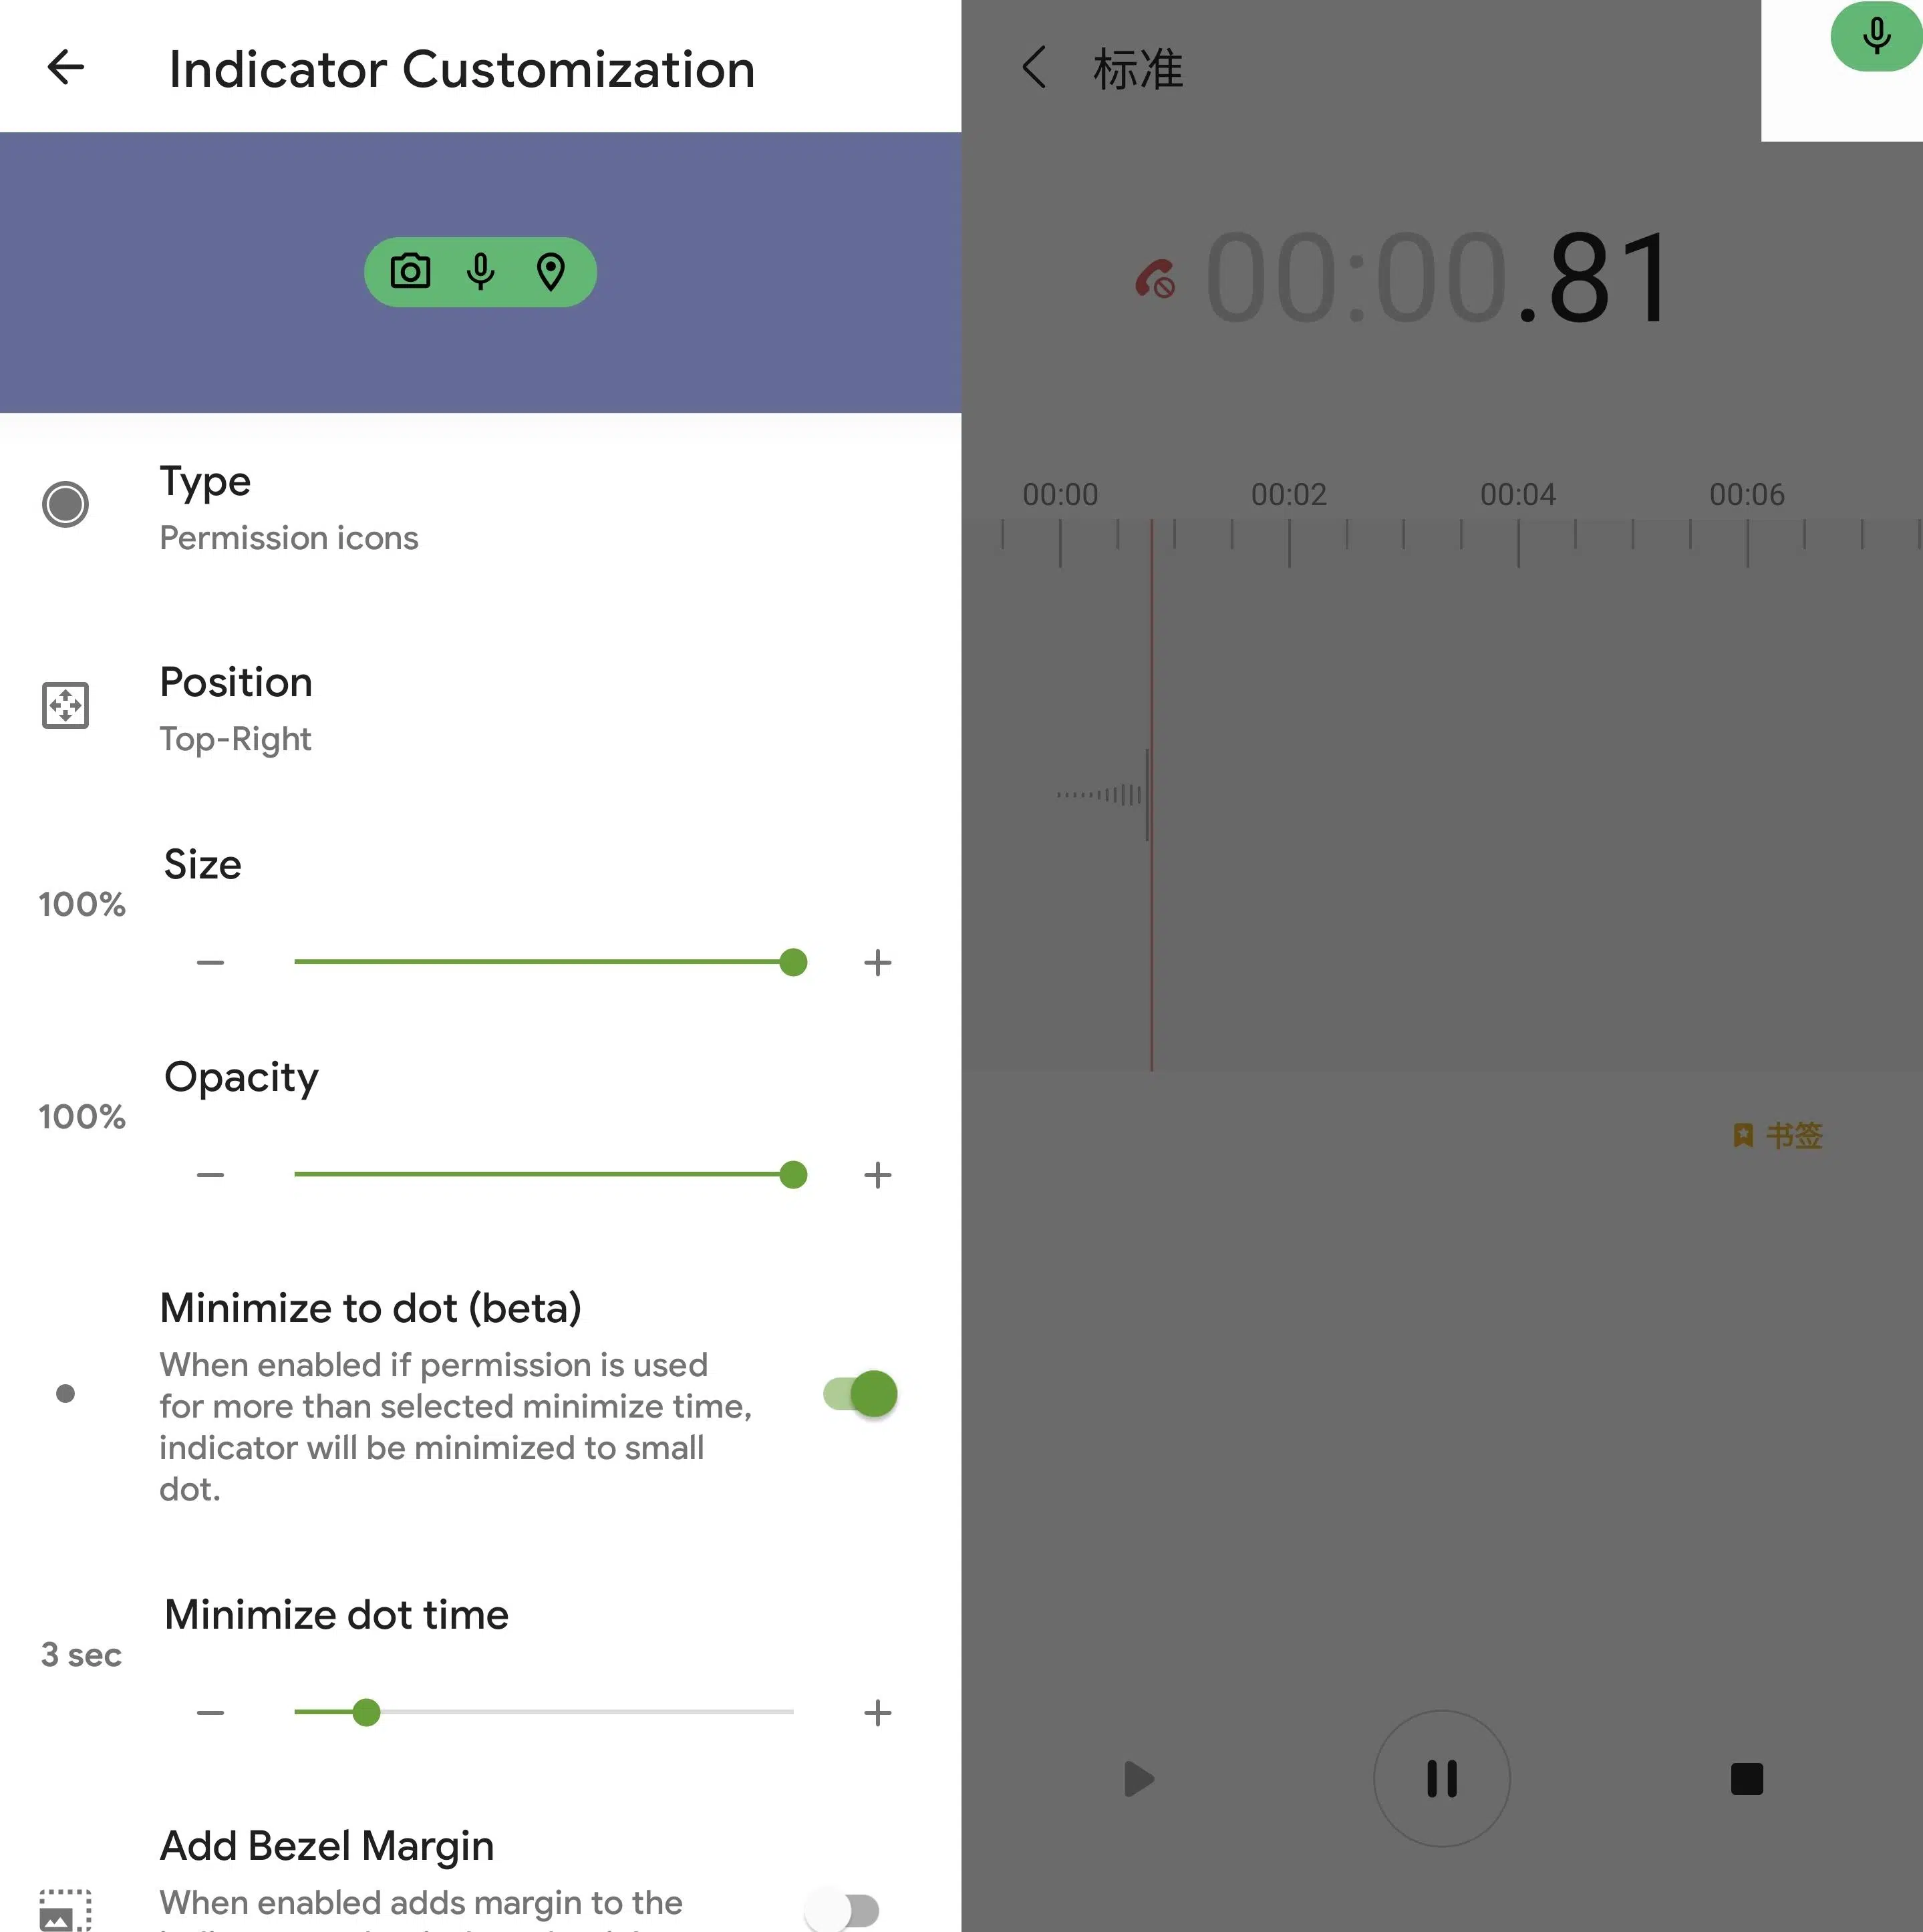 Indicator Customization
Type
Permission icons
Position
Top-Right
Size
100%
Opacity
100%
Minimize to dot (beta)
When enabled if permission is used
for more than selected minimize time,
indicator will be minimized to small
dot.
Minimize dot time
3 sec
Add Bezel Margin
When enabled adds margin to the
标准
00:00.81
00:00 00:02 00:04 00:06
书签